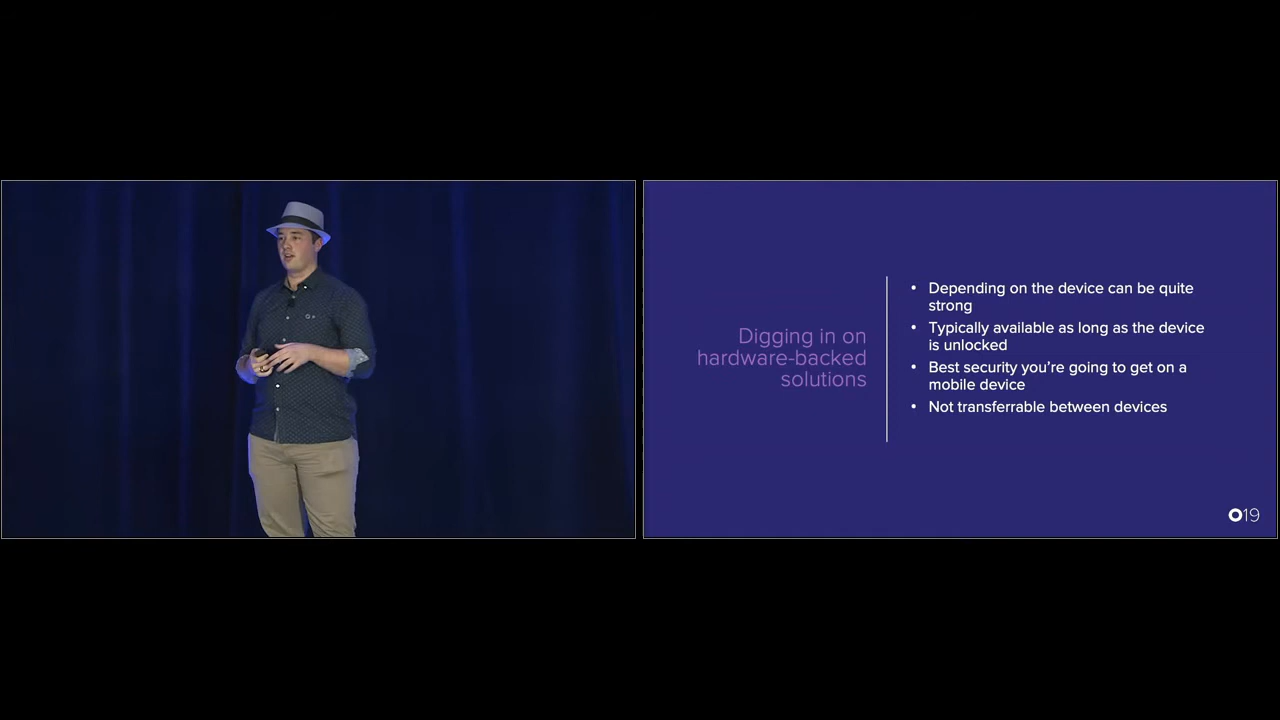 Digging in on
hardware-backed
solutions
• Depending on the device can be quite
strong
• Typically available as long as the device
is unlocked
• Best security you’re going to get on a
mobile device
• Not transferrable between devices
O19